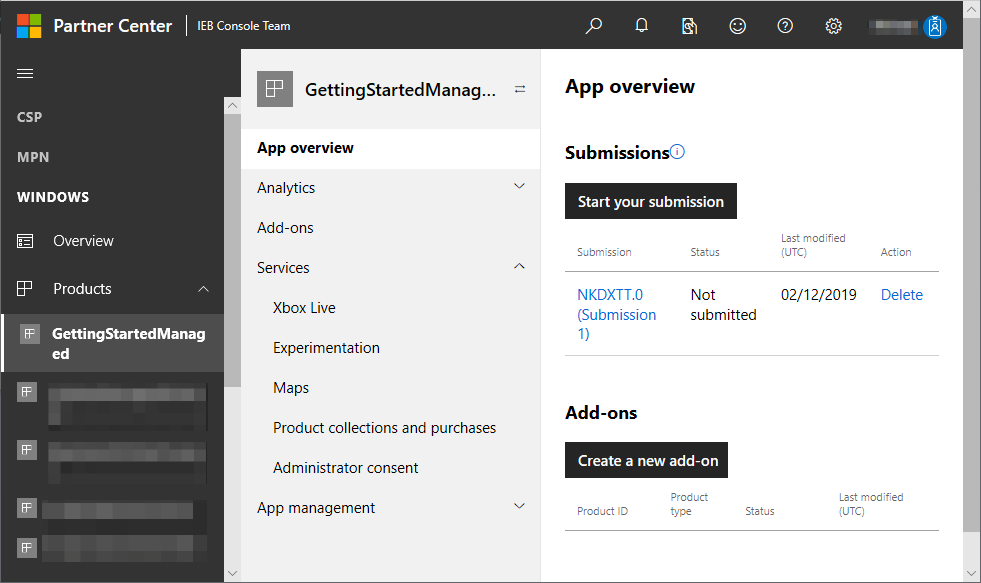 Partner Center
IEB Console Team
CSP
MPN
WINDOWS
Overview
Products
GettingStartedManag
ed
GettingStartedManag...
App overview
Analytics
Add-ons
Services
Xbox Live
Experimentation
Maps
Product collections and purchases
Administrator consent
App management
App overview
Submissions
Start your submission
Submission
Status
Last modified
(UTC)
Action
NKDXTT.0
(Submission
1)
Not
submitted
02/12/2019
Delete
Add-ons
Create a new add-on
Product ID
Product
type
Status
Last modified
(UTC)